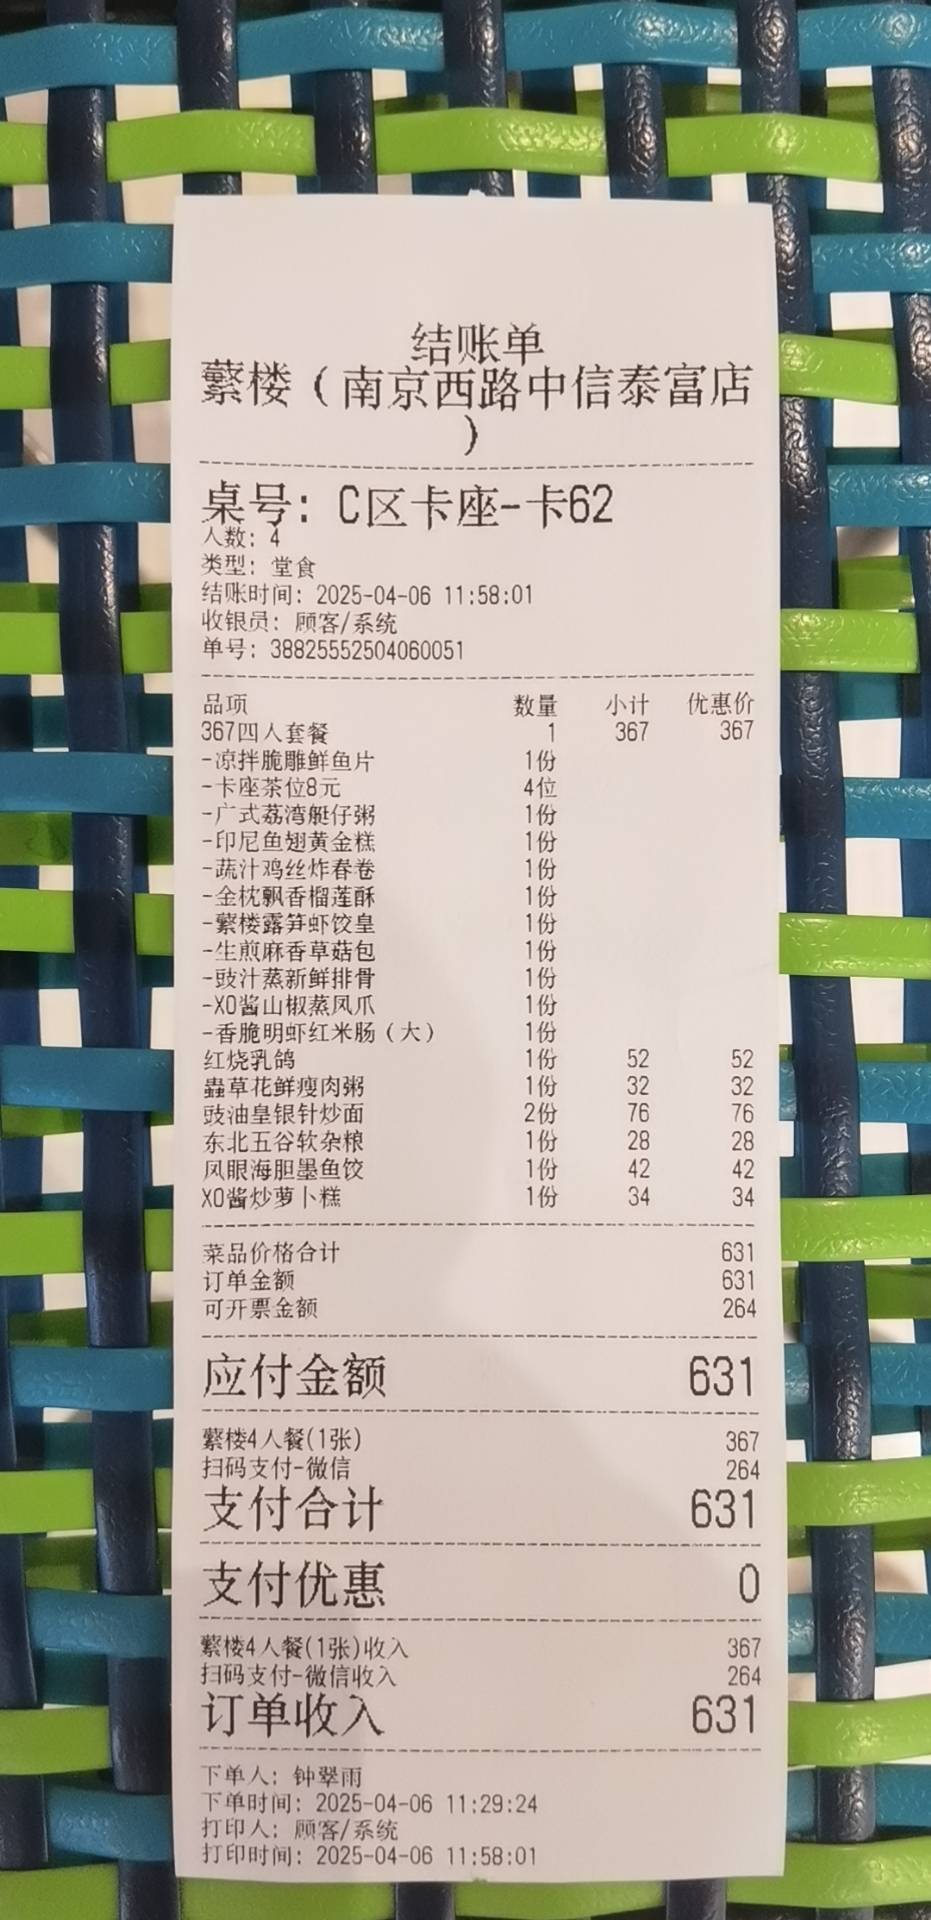 结账单
蘩楼（南京西路中信泰富店
）
桌号: C区卡座-卡62
人数: 4
类型: 堂食
结账时间: 2025-04-06 11:58:01
收银员: 顾客/系统
单号: 38825552504060051
品项 数量 小计 优惠价
367四人套餐 1 367 367
-凉拌脆雕鲜鱼片 1份
-卡座茶位8元 4位
-广式荔湾艇仔粥 1份
-印尼鱼翅黄金糕 1份
-蔬汁鸡丝炸春卷 1份
-金枕飘香榴莲酥 1份
-蘩楼露笋虾饺皇 1份
-生煎麻香草菇包 1份
-豉汁蒸新鲜排骨 1份
-XO酱山椒蒸凤爪 1份
-香脆明虾红米肠（大） 1份
红烧乳鸽 1份 52 52
蟲草花鲜瘦肉粥 1份 32 32
豉油皇银针炒面 2份 76 76
东北五谷软杂粮 1份 28 28
凤眼海胆墨鱼饺 1份 42 42
XO酱炒萝卜糕 1份 34 34
菜品价格合计 631
订单金额 631
可开票金额 264
应付金额 631
蘩楼4人餐(1张) 367
扫码支付-微信 264
支付合计 631
支付优惠 0
蘩楼4人餐(1张)收入 367
扫码支付-微信收入 264
订单收入 631
下单人: 钟翠雨
下单时间: 2025-04-06 11:29:24
打印人: 顾客/系统
打印时间: 2025-04-06 11:58:01